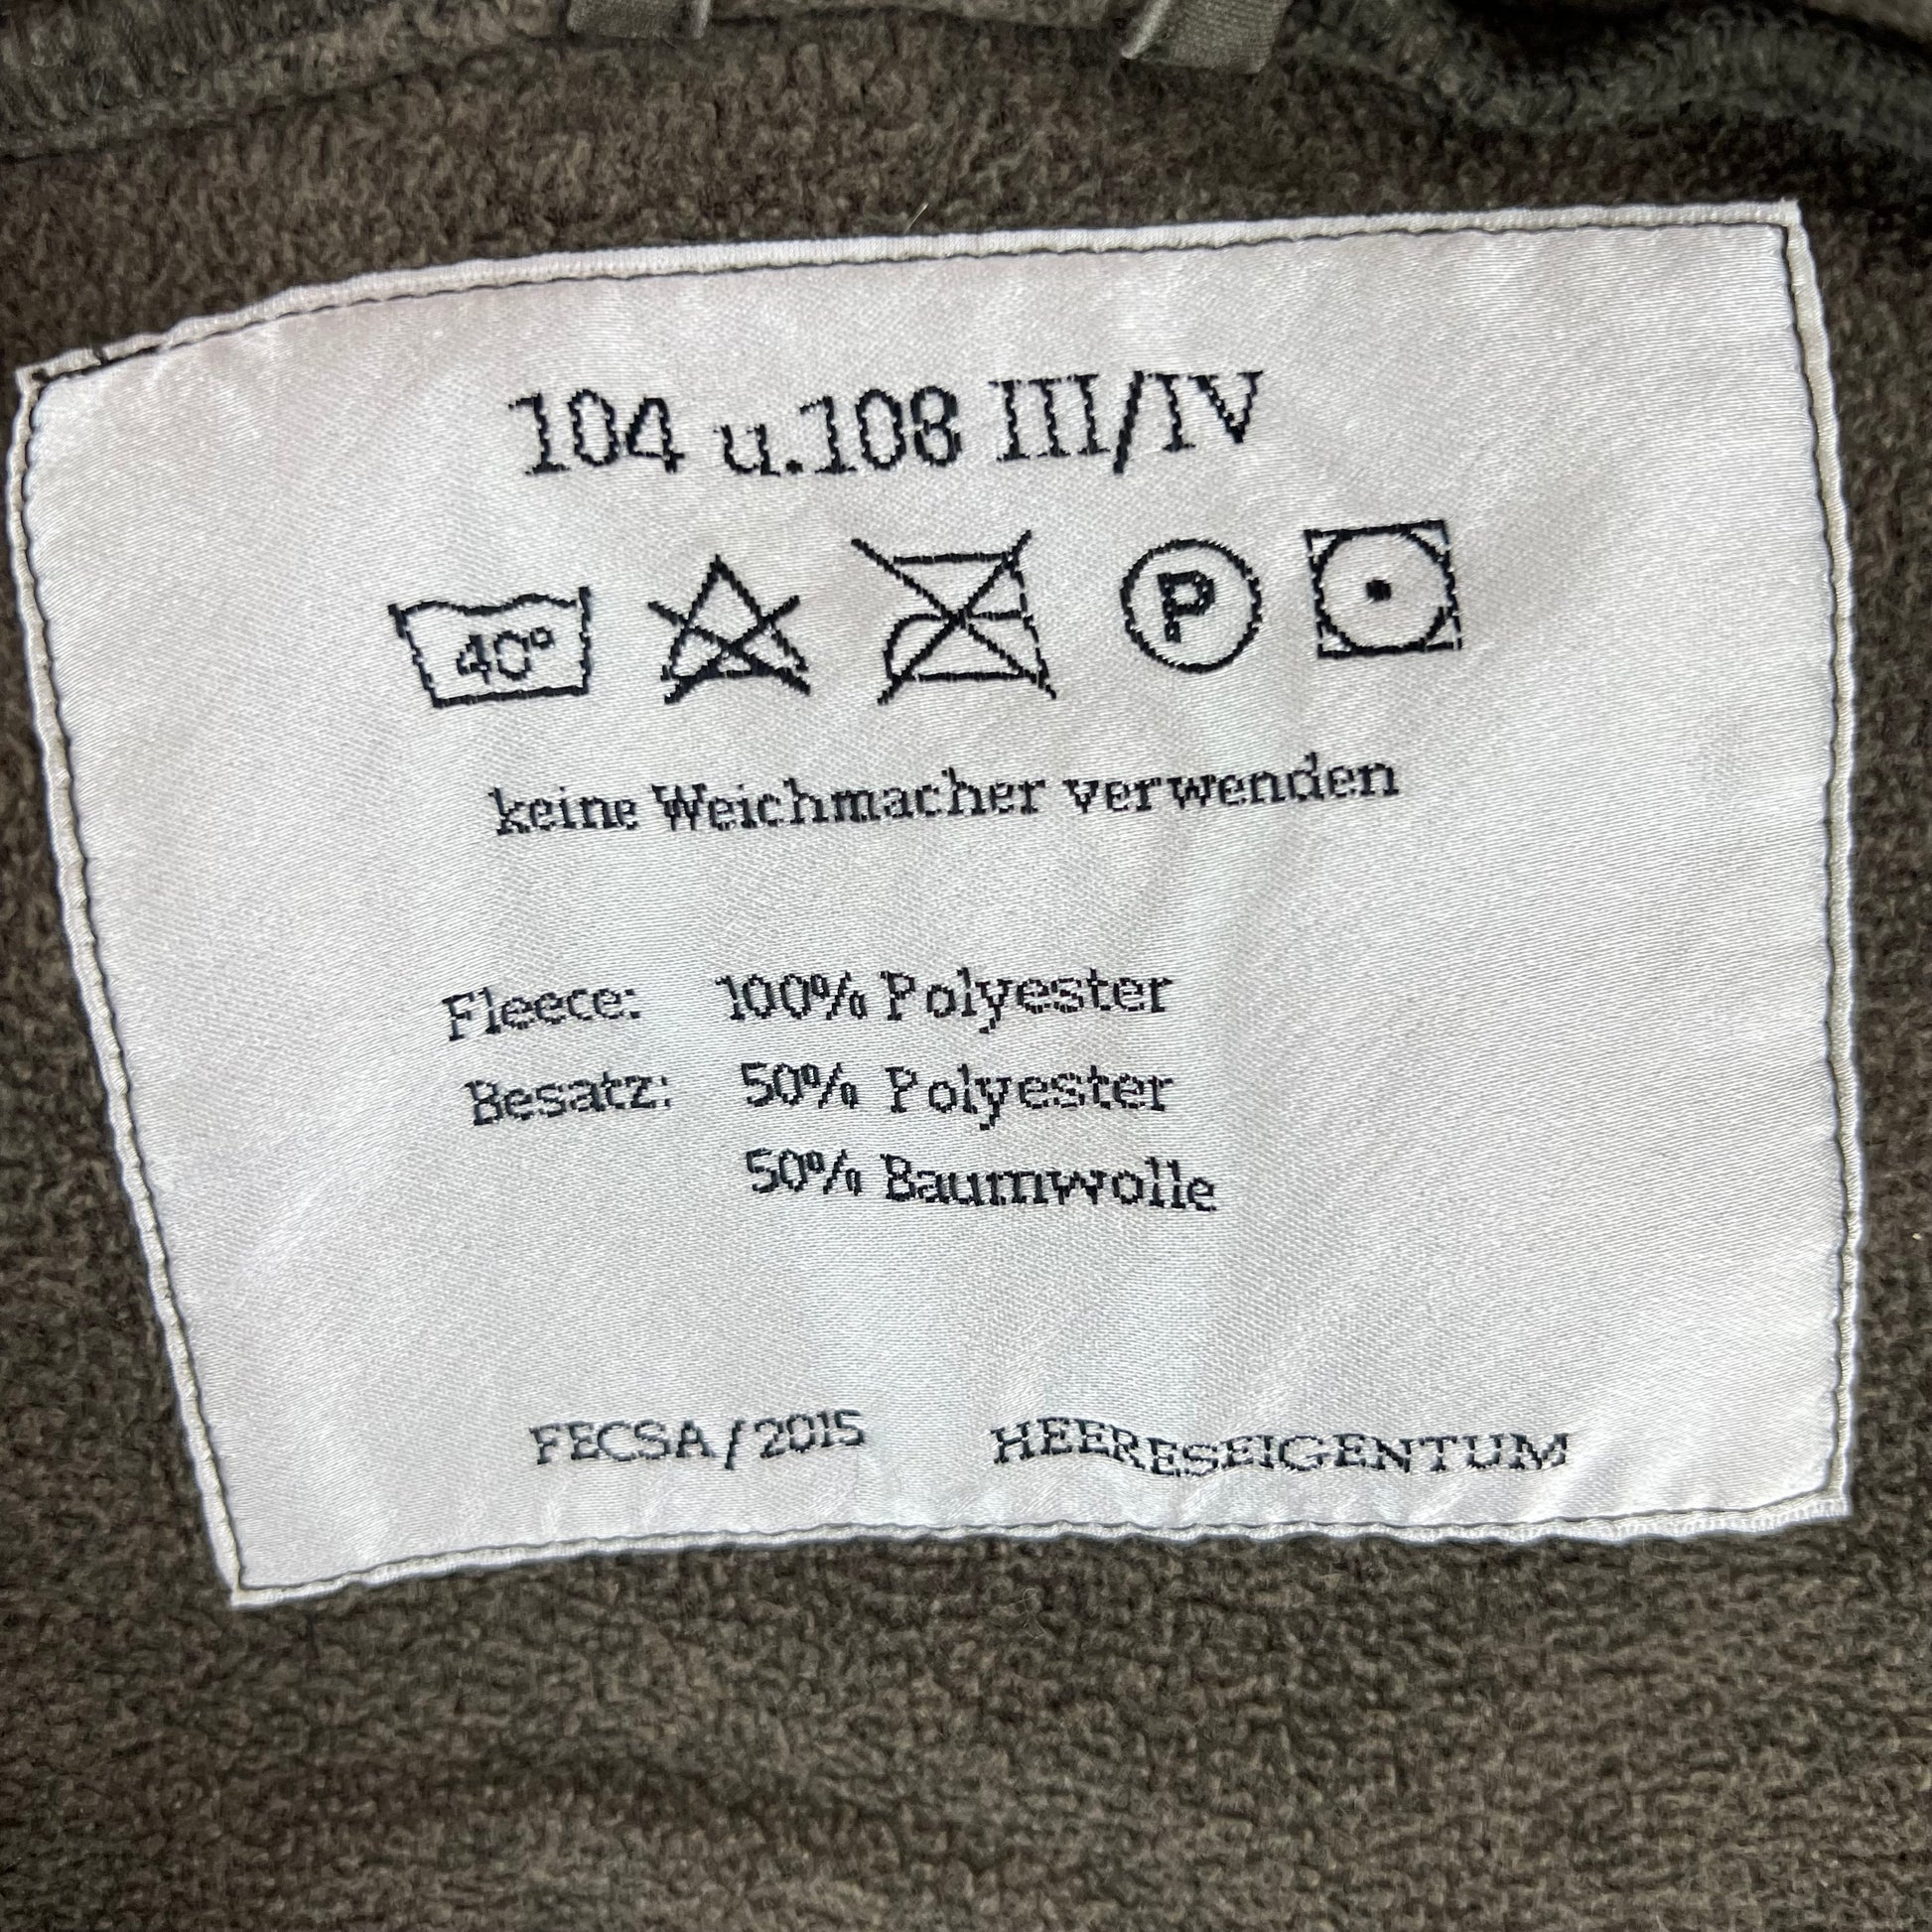 104 u.108 III/IV
40°
P
keine Weichmacher verwenden
Fleece: 100% Polyester
Besatz: 50% Polyester
50% Baumwolle
FECSA/2015 HEERESEIGENTUM